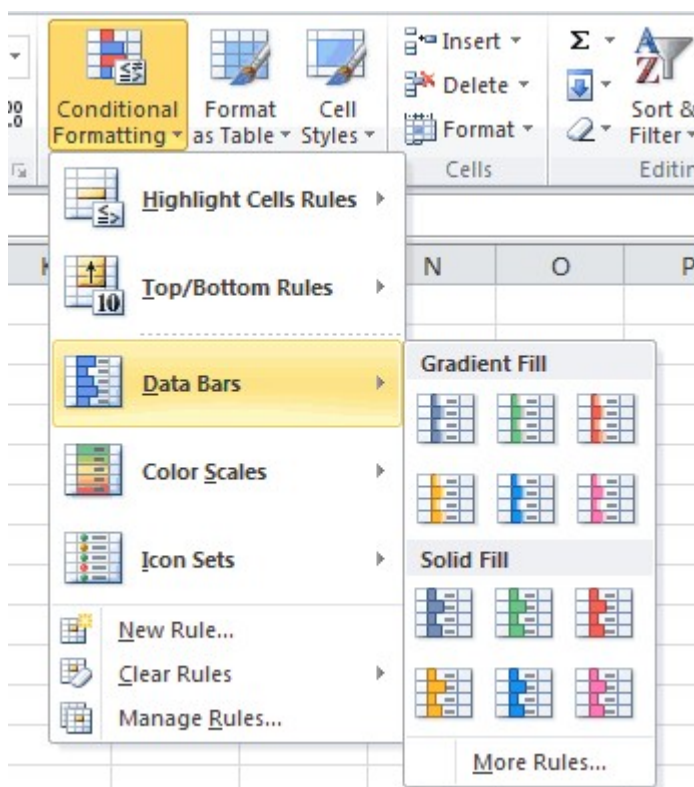 Insert
Σ
Delete
Conditional Formatting
Format as Table
Cell Styles
Format
Sort &
Filter
Cells
N
O
P
Highlight Cells Rules
Top/Bottom Rules
10
Data Bars
Color Scales
Icon Sets
New Rule...
Clear Rules
Manage Rules...
Gradient Fill
Solid Fill
More Rules...